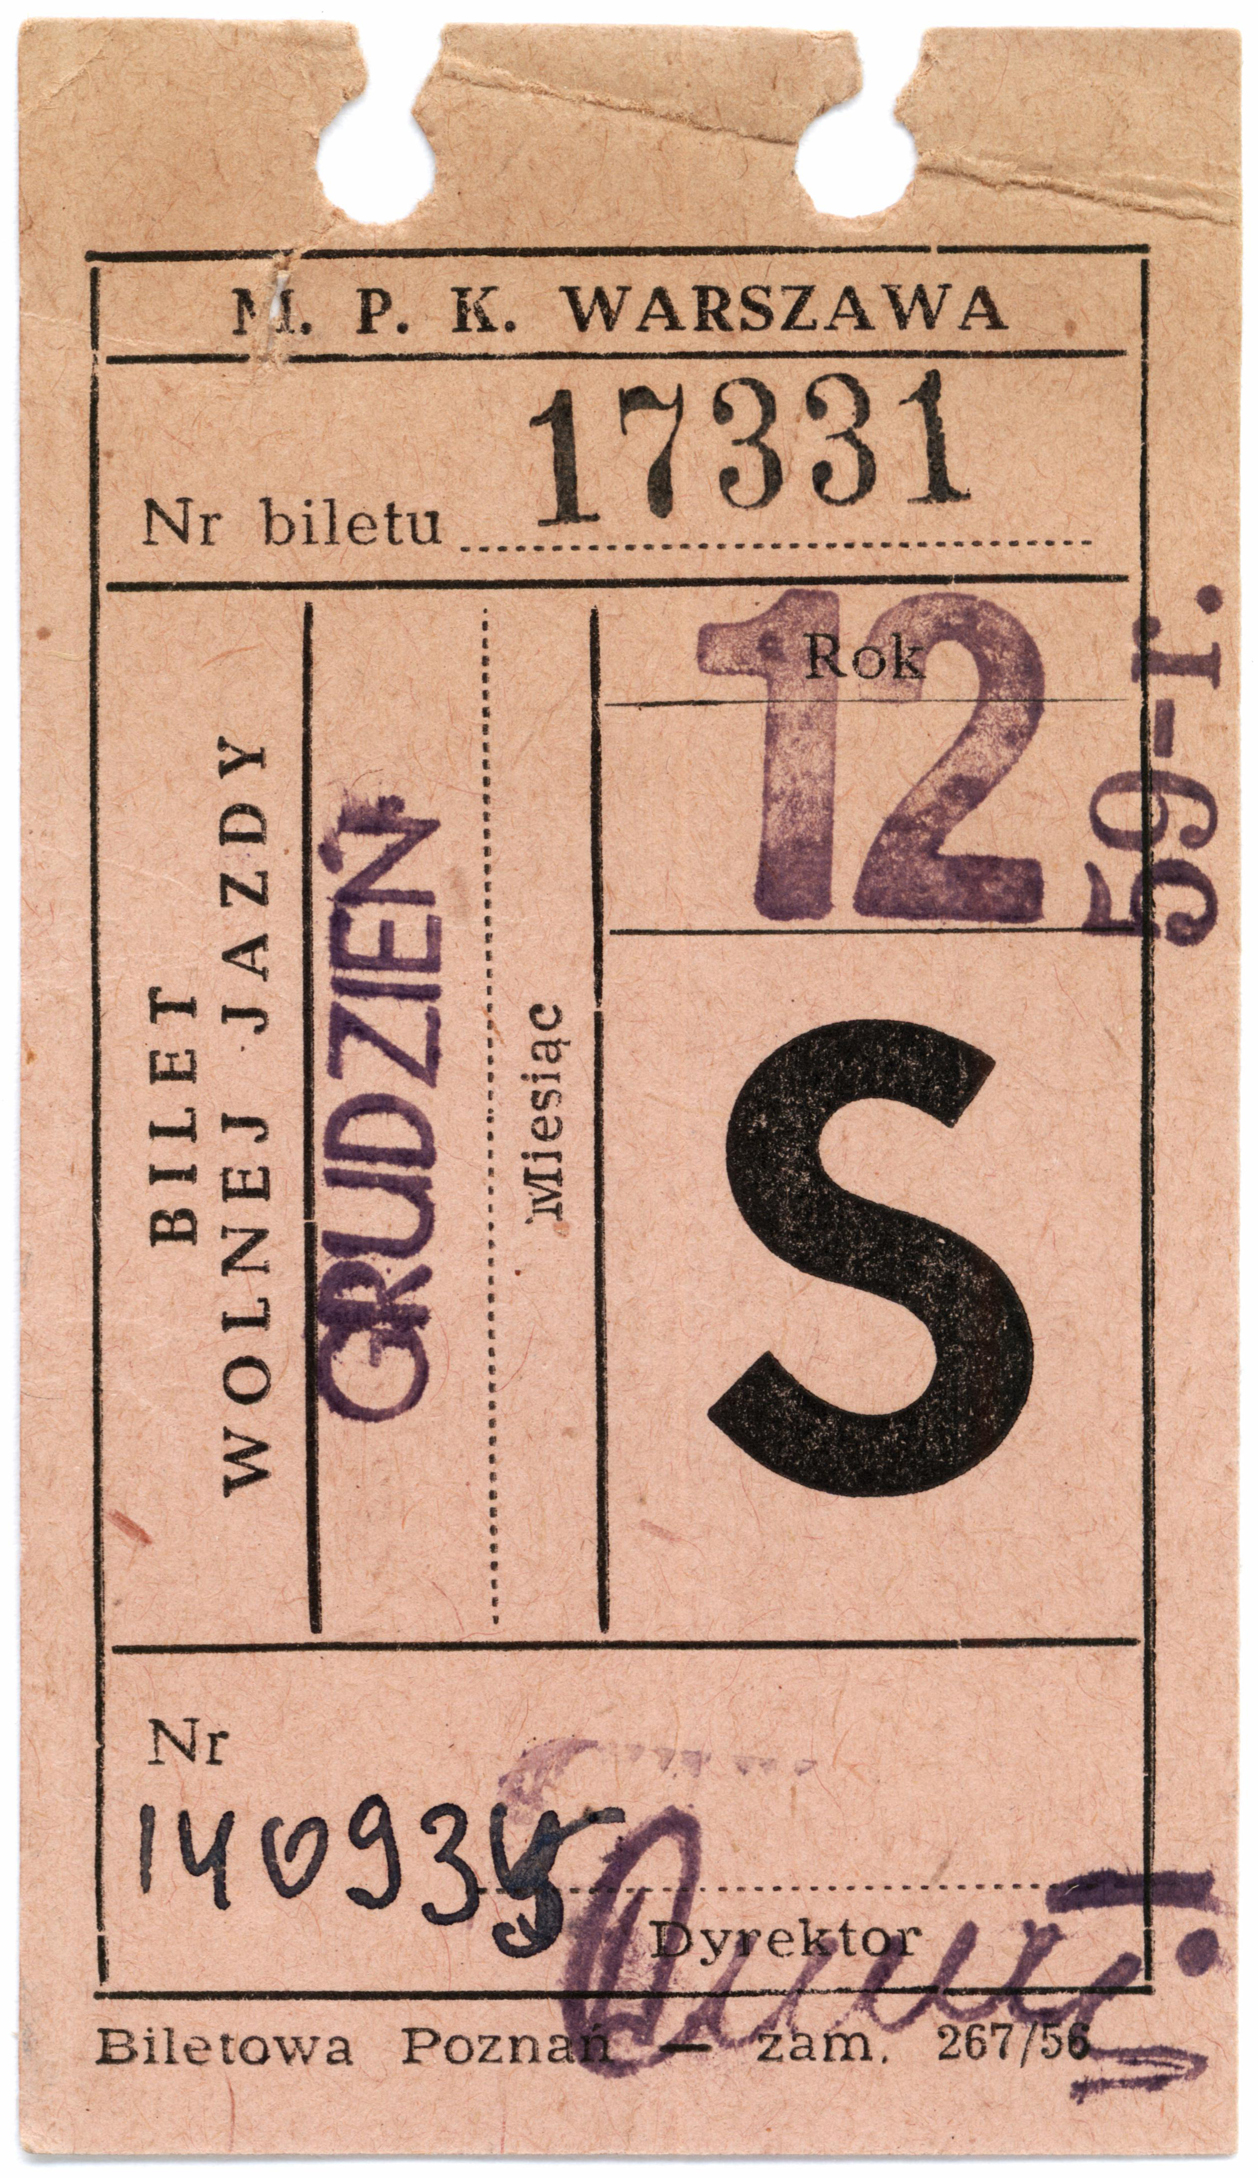 M. P. K. WARSZAWA
17331
Nr biletu
BILET
WOLNEJ JAZDY
GRUDZIEŃ
Miesiąc
Rok
12
59-r.
S
Nr
Dyrektor
Biletowa Poznań — zam. 267/56